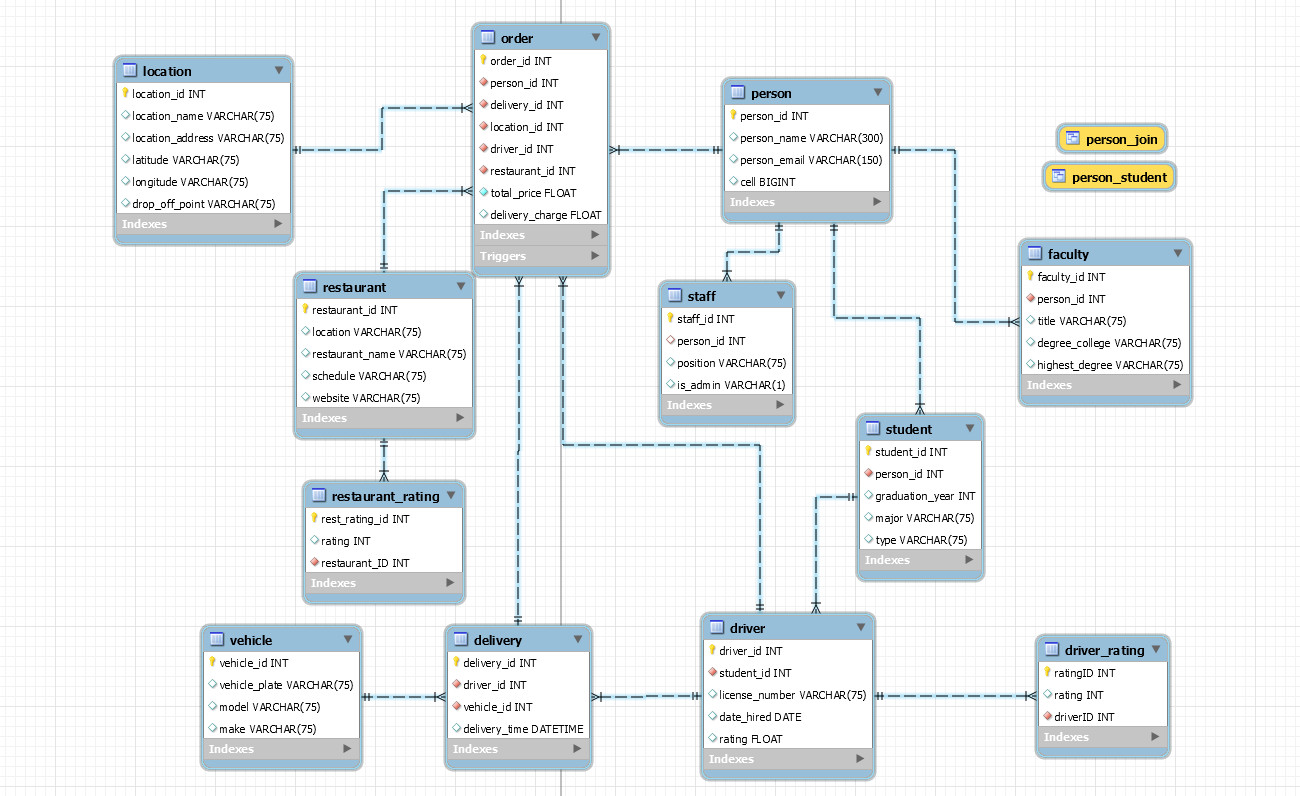 order
order_id INT
person_id INT
delivery_id INT
location_id INT
driver_id INT
restaurant_id INT
total_price FLOAT
delivery_charge FLOAT
Indexes
Triggers
location
location_id INT
location_name VARCHAR(75)
location_address VARCHAR(75)
latitude VARCHAR(75)
longitude VARCHAR(75)
drop_off_point VARCHAR(75)
Indexes
person
person_id INT
person_name VARCHAR(300)
person_email VARCHAR(150)
cell BIGINT
Indexes
person_join
person_student
faculty
faculty_id INT
person_id INT
title VARCHAR(75)
degree_college VARCHAR(75)
highest_degree VARCHAR(75)
Indexes
restaurant
restaurant_id INT
location VARCHAR(75)
restaurant_name VARCHAR(75)
schedule VARCHAR(75)
website VARCHAR(75)
Indexes
staff
staff_id INT
person_id INT
position VARCHAR(75)
is_admin VARCHAR(1)
Indexes
student
student_id INT
person_id INT
graduation_year INT
major VARCHAR(75)
type VARCHAR(75)
Indexes
restaurant_rating
rest_rating_id INT
rating INT
restaurant_ID INT
Indexes
vehicle
vehicle_id INT
vehicle_plate VARCHAR(75)
model VARCHAR(75)
make VARCHAR(75)
Indexes
delivery
delivery_id INT
driver_id INT
vehicle_id INT
delivery_time DATETIME
Indexes
driver
driver_id INT
student_id INT
license_number VARCHAR(75)
date_hired DATE
rating FLOAT
Indexes
driver_rating
ratingID INT
rating INT
driverID INT
Indexes